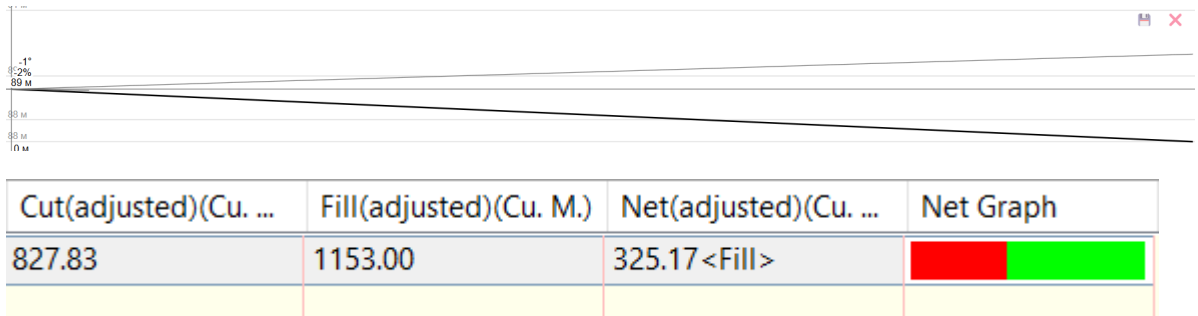 -1°
-2%
89 м
88 м
88 м
0 м
Cut(adjusted)(Cu. ... Fill(adjusted)(Cu. M.) Net(adjusted)(Cu. ... Net Graph
827.83 1153.00 325.17<Fill>